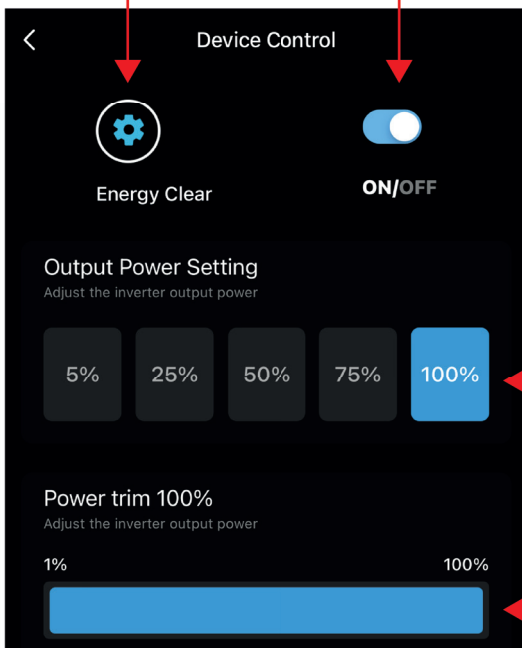 Device Control
Energy Clear
ON/OFF
Output Power Setting
Adjust the inverter output power
5% 25% 50% 75% 100%
Power trim 100%
Adjust the inverter output power
1% 100%